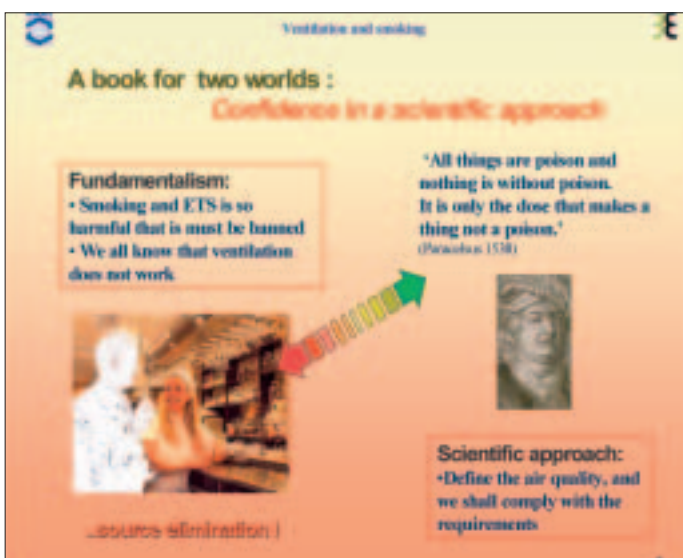 Ventilation and smoking
A book for two worlds :
Confidence in a scientific approach
Fundamentalism:
• Smoking and ETS is so
harmful that is must be banned
• We all know that ventilation
does not work
'All things are poison and
nothing is without poison.
It is only the dose that makes a
thing not a poison.'
(Paracelsus 1538)
...source elimination !
Scientific approach:
•Define the air quality, and
we shall comply with the
requirements